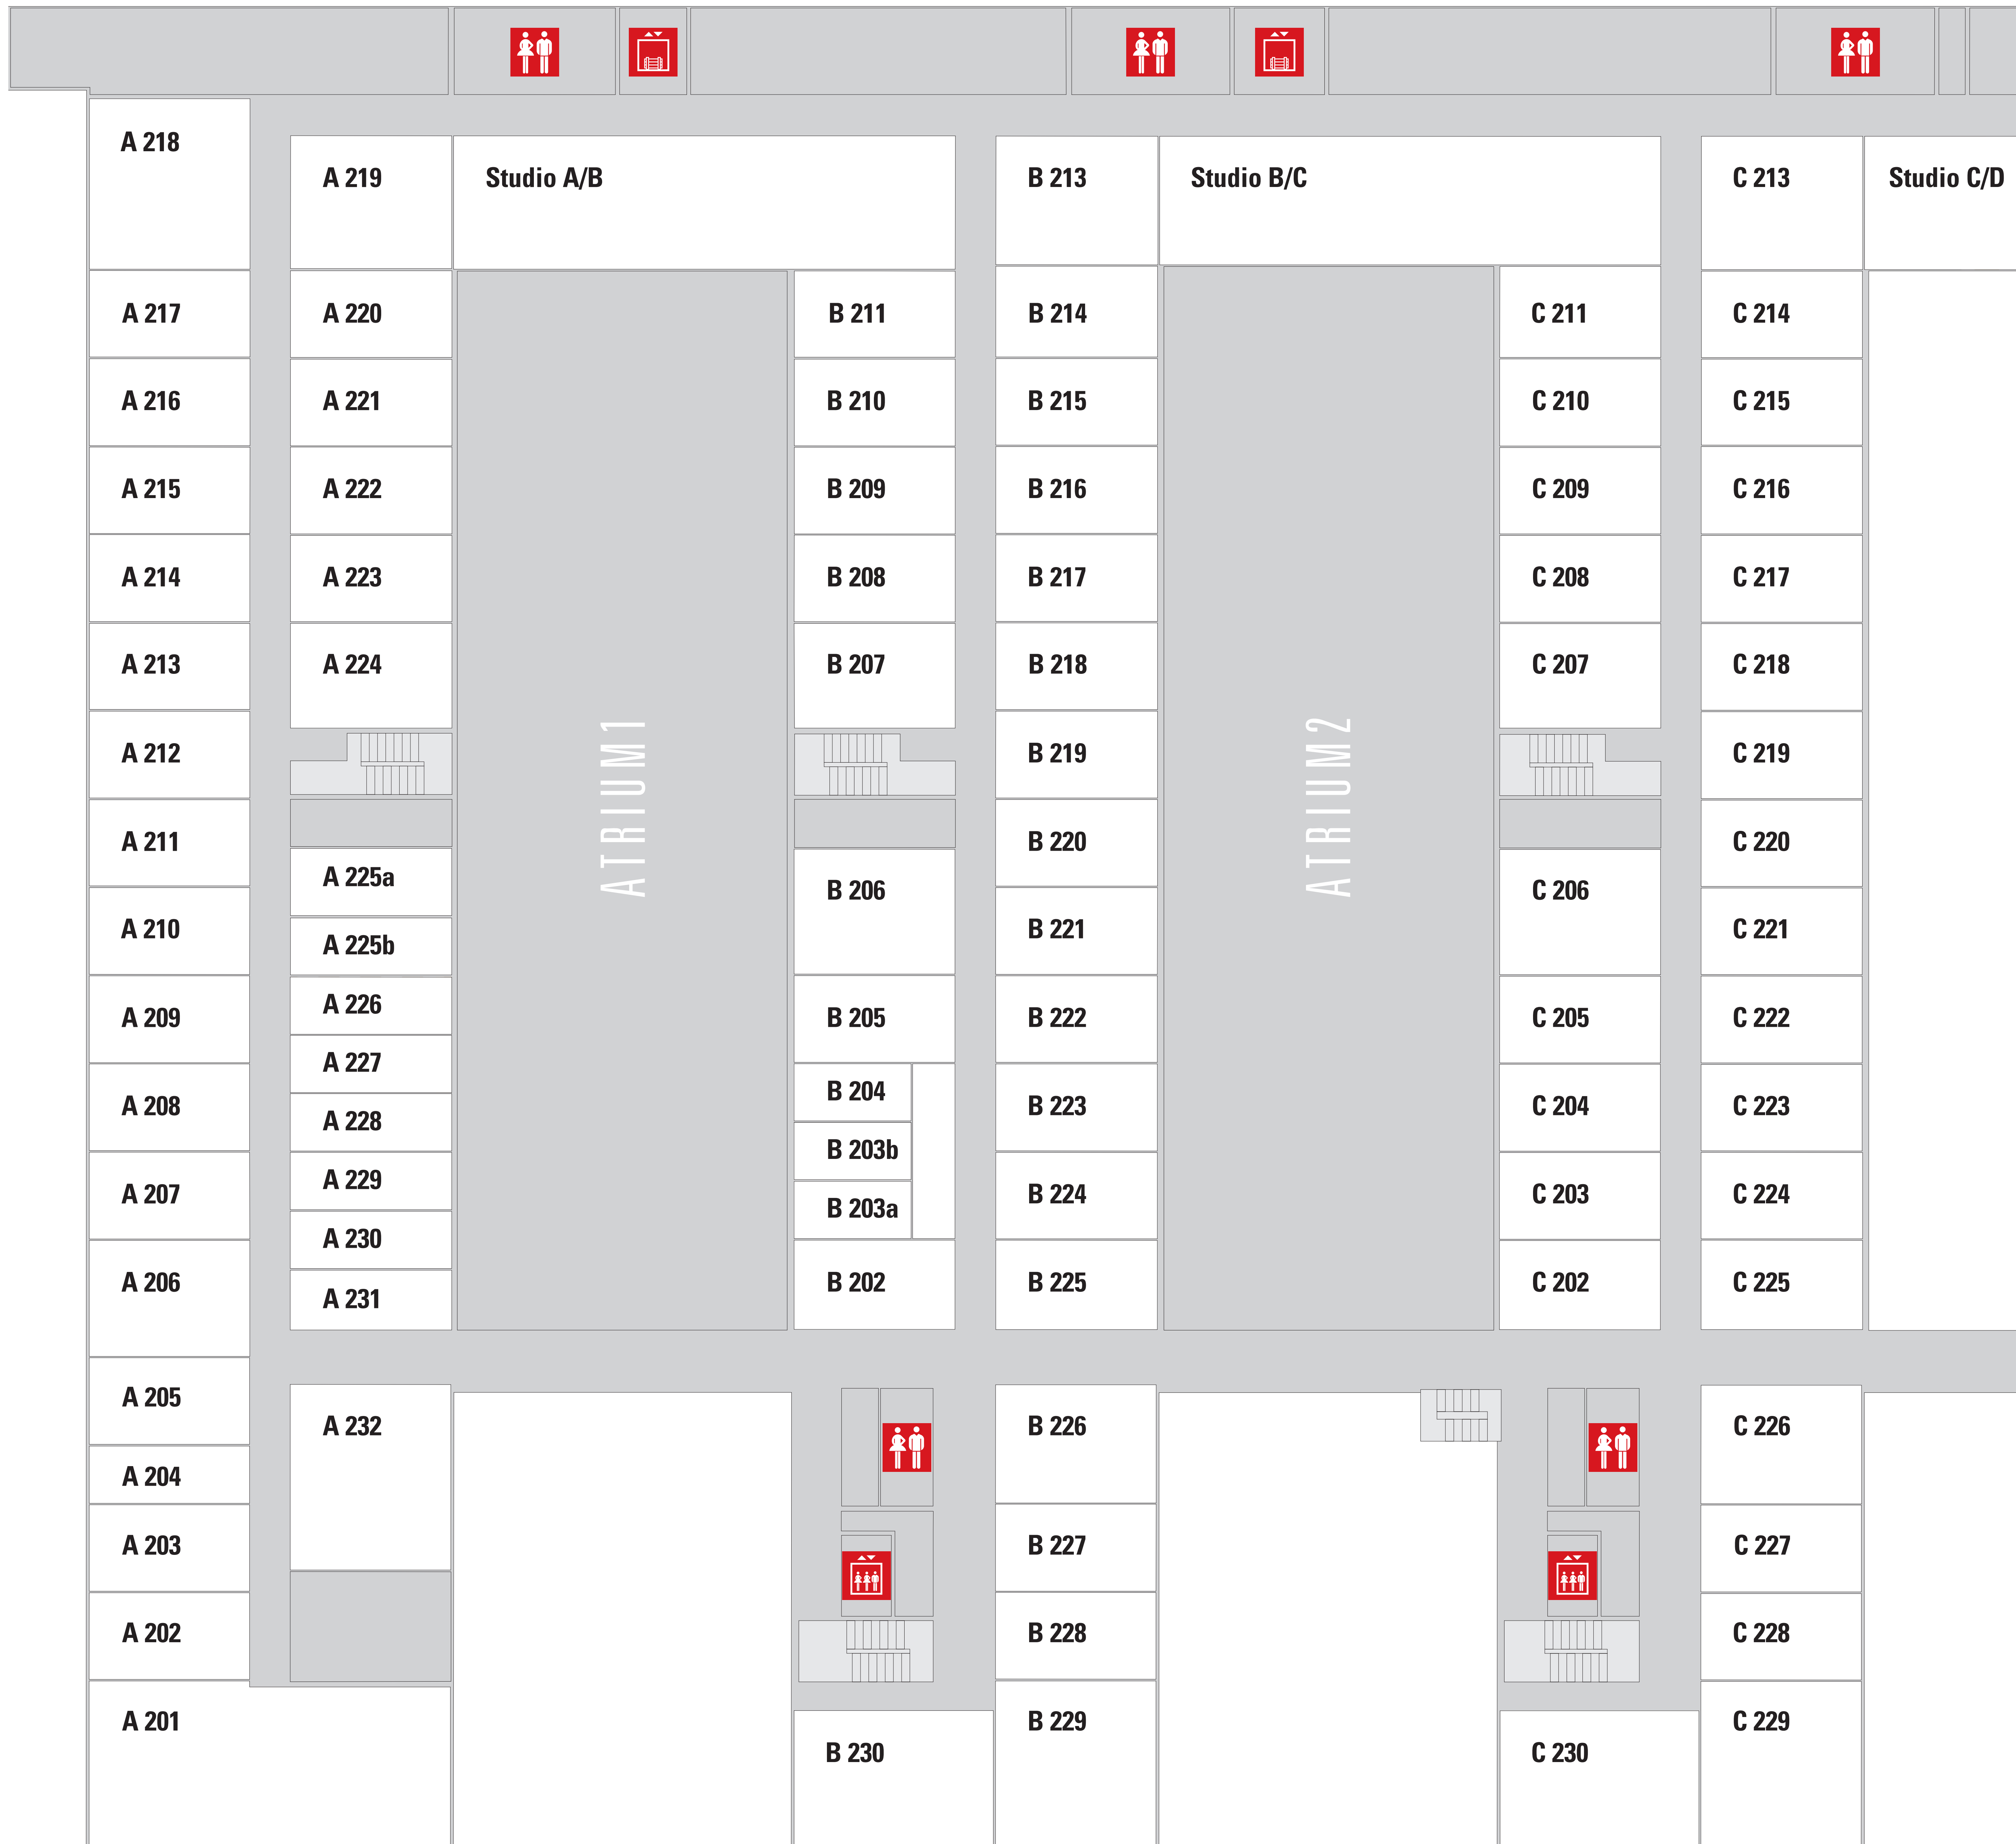 A 218
A 219
Studio A/B
B 213
Studio B/C
C 213
Studio C/D
A 217
A 220
B 211
B 214
C 211
C 214
A 216
A 221
B 210
B 215
C 210
C 215
A 215
A 222
B 209
B 216
C 209
C 216
A 214
A 223
B 208
B 217
C 208
C 217
A 213
A 224
B 207
B 218
C 207
C 218
A 212
ATRIUM 1
B 219
ATRIUM 2
C 219
A 211
B 220
C 220
A 225a
B 206
C 206
A 210
A 225b
B 221
C 221
A 209
A 226
B 205
B 222
C 205
C 222
A 227
A 208
A 228
B 204
B 223
C 204
C 223
B 203b
A 207
A 229
B 203a
B 224
C 203
C 224
A 230
A 206
A 231
B 202
B 225
C 202
C 225
A 205
A 232
B 226
C 226
A 204
A 203
B 227
C 227
A 202
B 228
C 228
A 201
B 229
C 229
B 230
C 230